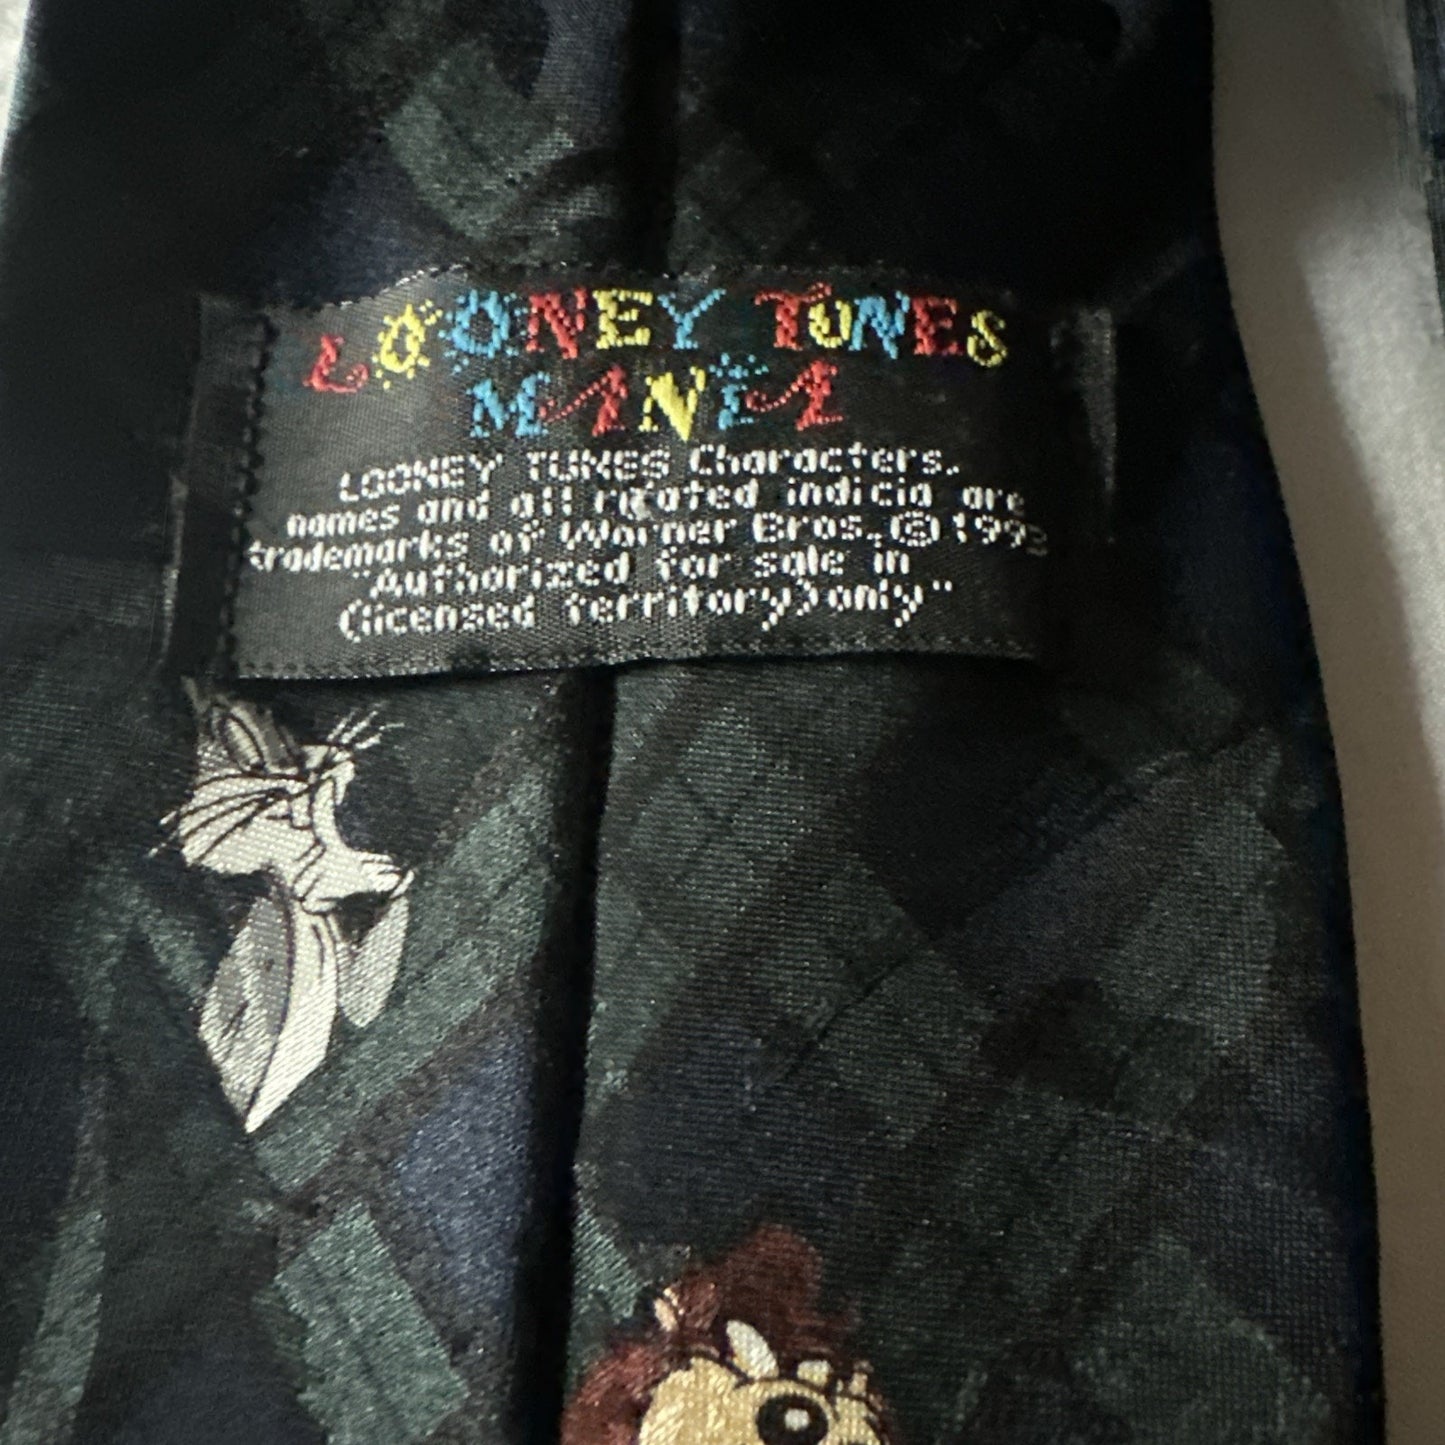 LOONEY TUNES
MANIA
LOONEY TUNES Characters,
names and all related indicia are
trademarks of Warner Bros. © 1993
"Authorized for sale in
(licensed territory) only"